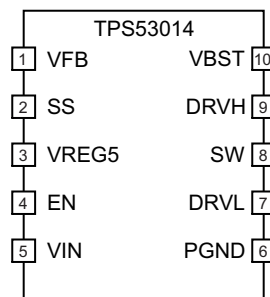 TPS53014
1 VFB VBST 10
2 SS DRVH 9
3 VREG5 SW 8
4 EN DRVL 7
5 VIN PGND 6